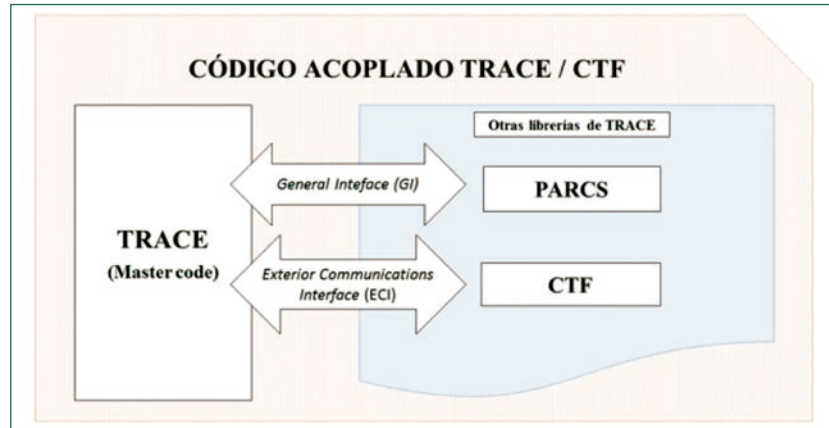 CÓDIGO ACOPLADO TRACE / CTF
Otras librerías de TRACE
General Inteface (GI)
PARCS
TRACE
(Master code)
Exterior Communications
Interface (ECI)
CTF